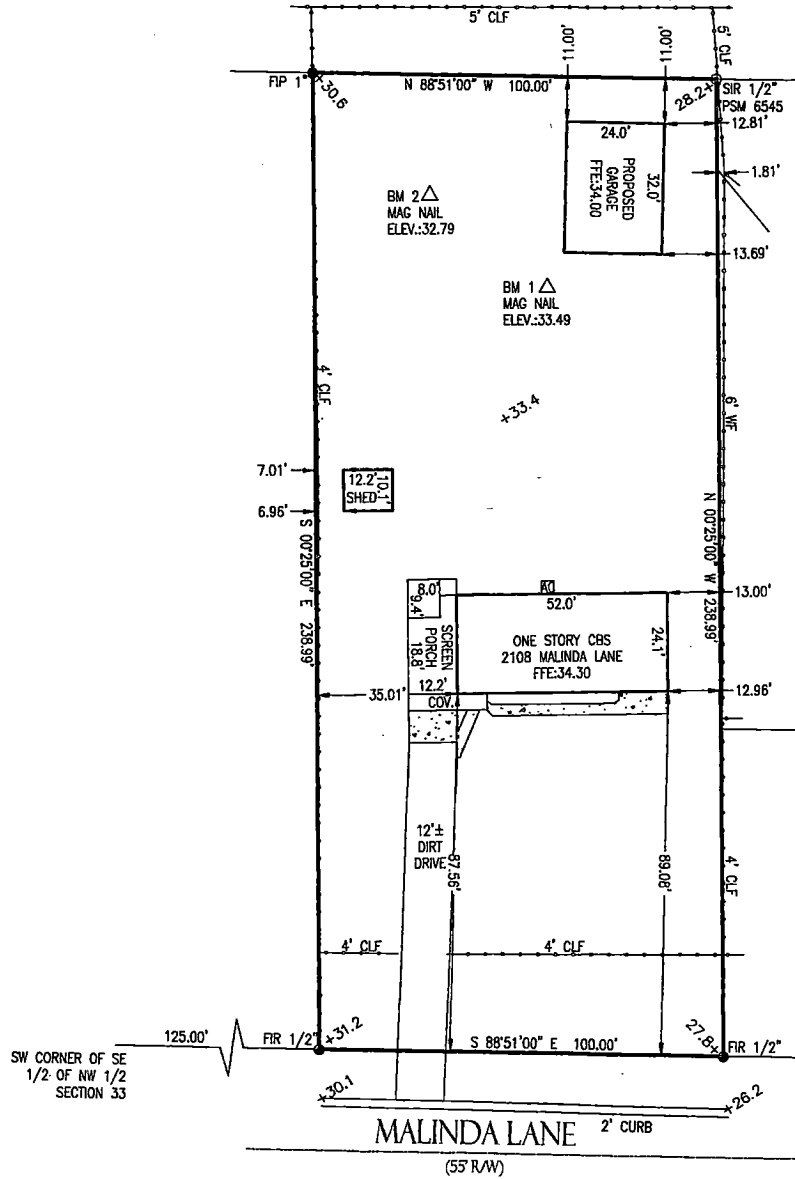 5' CLF
5' CLF
11.00'
11.00'
FIP 1"
+30.6
N 88°51'00" W 100.00'
28.2+
SIR 1/2"
PSM 6545
12.81'
24.0'
32.0'
PROPOSED
GARAGE
FFE:34.00
1.81'
BM 2
MAG NAIL
ELEV.:32.79
13.69'
BM 1
MAG NAIL
ELEV.:33.49
4' CLF
+33.4
6' WF
7.01'
12.2'
10.1'
SHED
6.96'
S 00°25'00" E 238.99'
N 00°25'00" W 238.99'
8.0'
9.4'
AC
52.0'
13.00'
SCREEN
PORCH
18.8'
ONE STORY CBS
2108 MALINDA LANE
FFE:34.30
24.1'
35.01'
12.2'
COV.
12.96'
12'±
DIRT
DRIVE
87.56'
89.08'
4' CLF
4' CLF
4' CLF
125.00'
FIR 1/2"
+31.2
S 88°51'00" E 100.00'
27.8+
FIR 1/2"
SW CORNER OF SE
1/2 OF NW 1/2
SECTION 33
+30.1
+26.2
MALINDA LANE
2' CURB
(55' R/W)